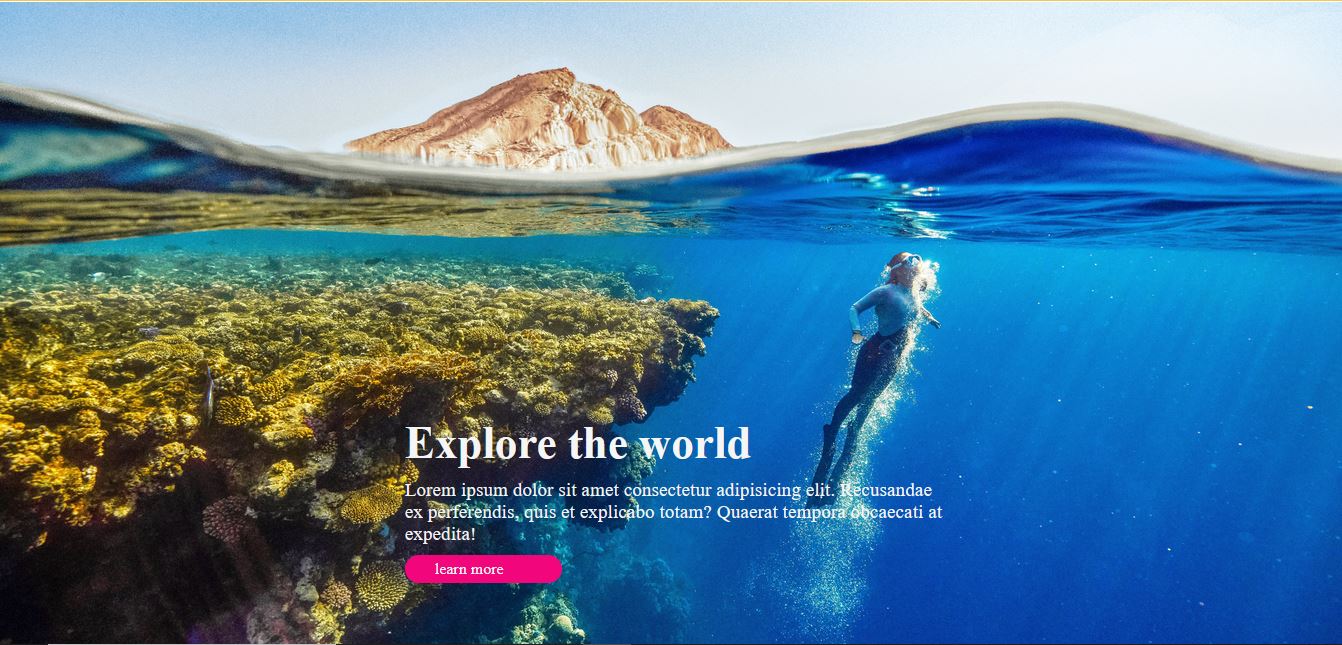 Explore the world
Lorem ipsum dolor sit amet consectetur adipisicing elit. Recusandae
ex perferendis, quis et explicabo totam? Quaerat tempora obcaecati at
expedita!
learn more